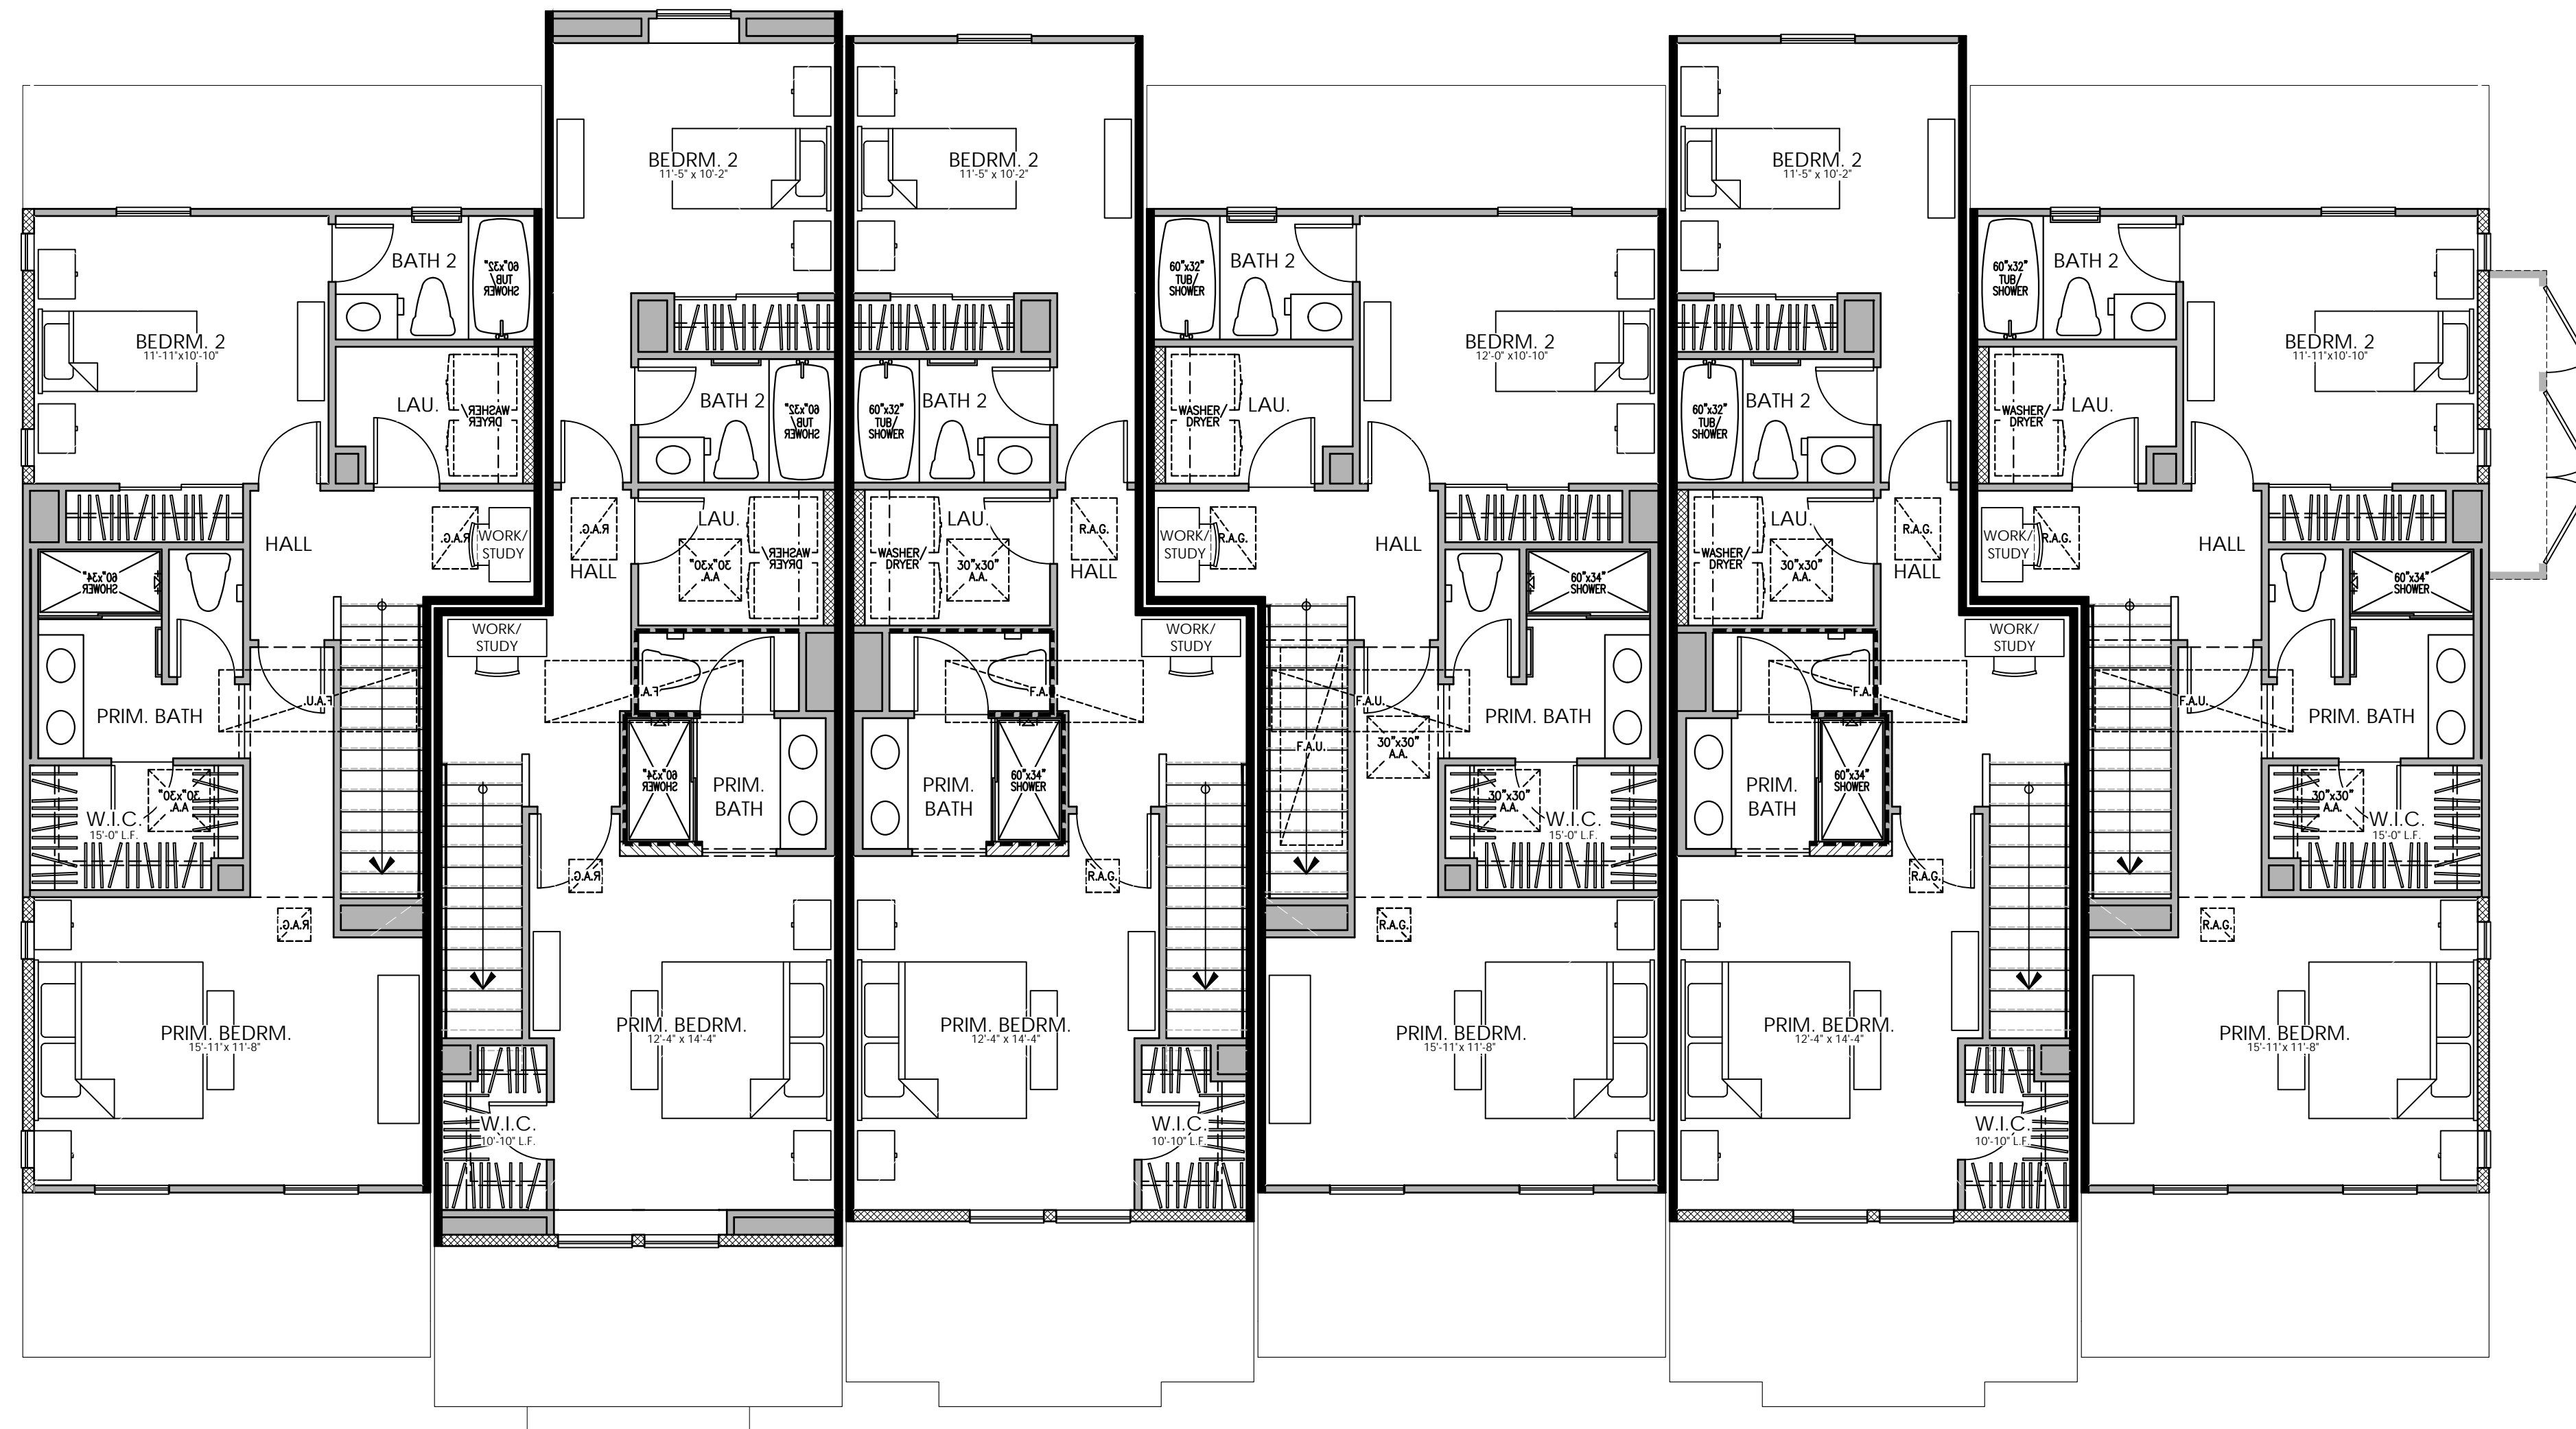 BEDRM. 2
11'-11"x10'-10"
BATH 2
60"x32"
TUB/
SHOWER
LAU.
WASHER/
DRYER
HALL
R.A.G.
WORK/
STUDY
60"x34"
SHOWER
PRIM. BATH
F.A.U.
30"x30"
A.A.
W.I.C.
15'-0" L.F.
R.A.G.
PRIM. BEDRM.
15'-11"x 11'-8"
BEDRM. 2
11'-5" x 10'-2"
BATH 2
60"x32"
TUB/
SHOWER
R.A.G.
HALL
LAU.
30"x30"
A.A.
WASHER/
DRYER
WORK/
STUDY
F.A.
60"x34"
SHOWER
PRIM.
BATH
R.A.G.
PRIM. BEDRM.
12'-4" x 14'-4"
W.I.C.
10'-10" L.F.
BEDRM. 2
11'-5" x 10'-2"
60"x32"
TUB/
SHOWER
BATH 2
LAU.
WASHER/
DRYER
30"x30"
A.A.
R.A.G.
HALL
WORK/
STUDY
F.A.
PRIM.
BATH
60"x34"
SHOWER
R.A.G.
PRIM. BEDRM.
12'-4" x 14'-4"
W.I.C.
10'-10" L.F.
60"x32"
TUB/
SHOWER
BATH 2
BEDRM. 2
12'-0" x10'-10"
WASHER/
DRYER
LAU.
WORK/
STUDY
R.A.G.
HALL
60"x34"
SHOWER
F.A.U.
F.A.U.
30"x30"
A.A.
PRIM. BATH
30"x30"
A.A.
W.I.C.
15'-0" L.F.
R.A.G.
PRIM. BEDRM.
15'-11"x 11'-8"
BEDRM. 2
11'-5" x 10'-2"
60"x32"
TUB/
SHOWER
BATH 2
LAU.
WASHER/
DRYER
30"x30"
A.A.
R.A.G.
HALL
WORK/
STUDY
F.A.
PRIM.
BATH
60"x34"
SHOWER
R.A.G.
PRIM. BEDRM.
12'-4" x 14'-4"
W.I.C.
10'-10" L.F.
60"x32"
TUB/
SHOWER
BATH 2
BEDRM. 2
11'-11"x10'-10"
WASHER/
DRYER
LAU.
WORK/
STUDY
R.A.G.
HALL
60"x34"
SHOWER
F.A.U.
PRIM. BATH
30"x30"
A.A.
W.I.C.
15'-0" L.F.
R.A.G.
PRIM. BEDRM.
15'-11"x 11'-8"